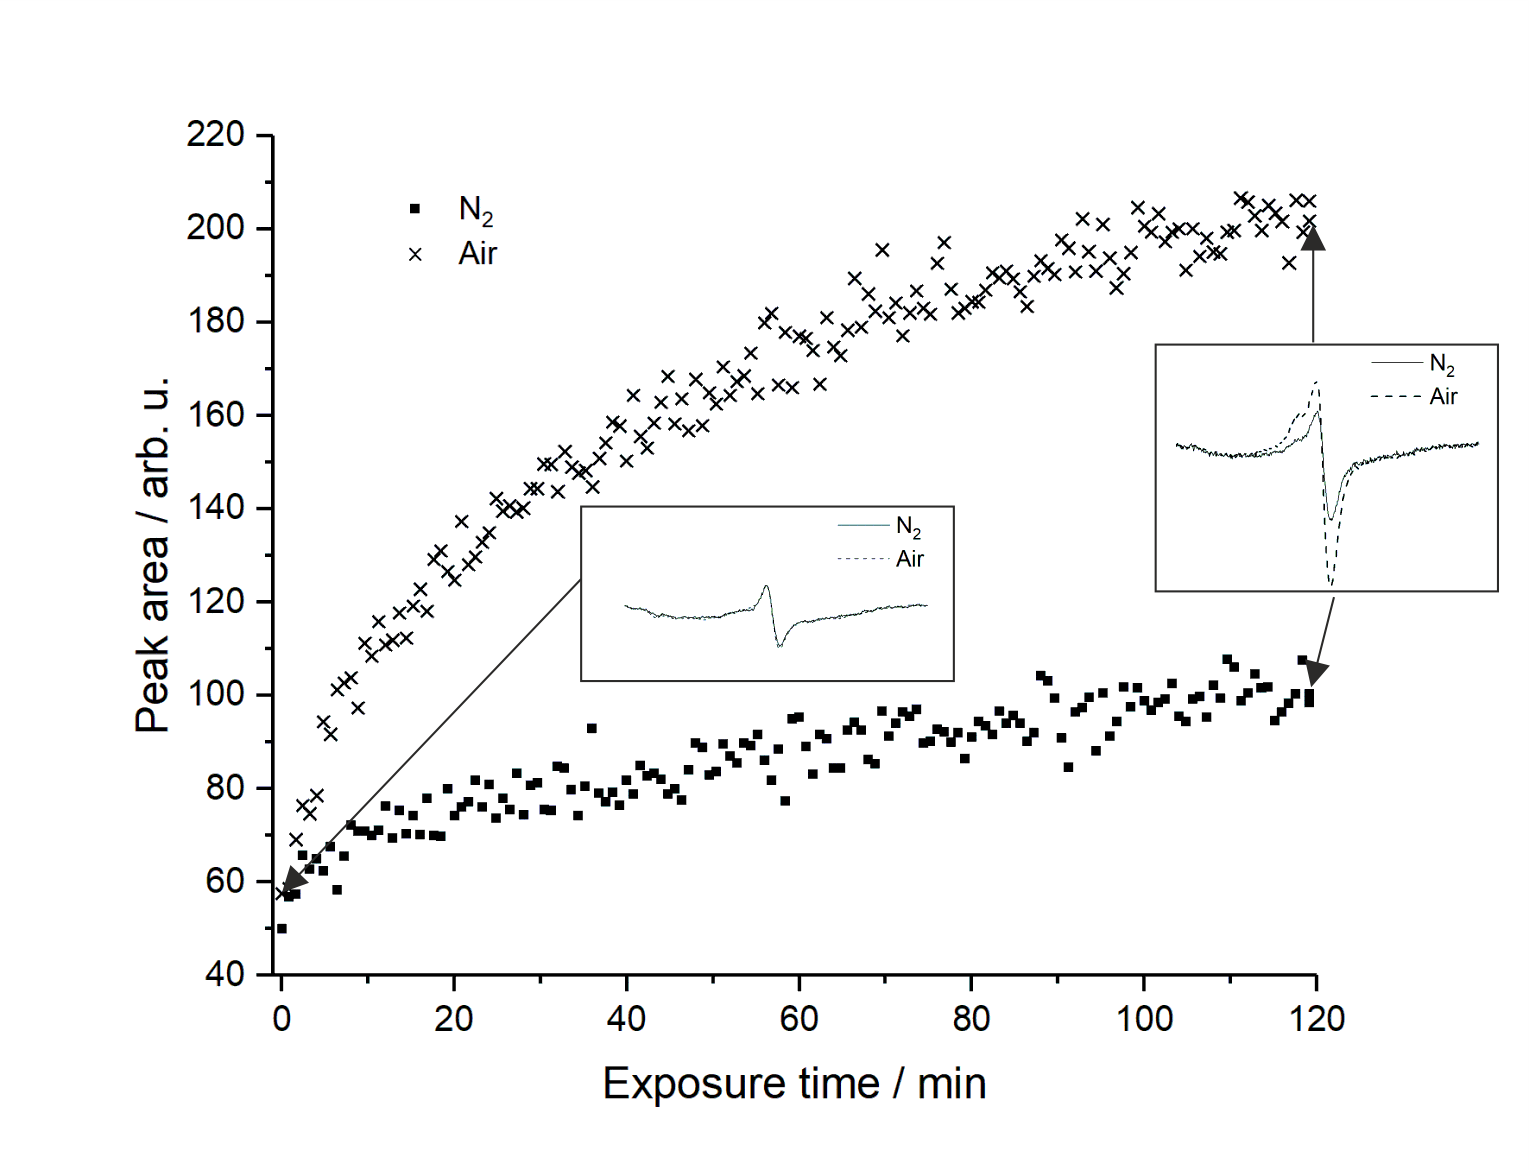 220
200
180
160
140
120
100
80
60
40
Peak area / arb. u.
N₂
Air
N₂
Air
N₂
Air
0 20 40 60 80 100 120
Exposure time / min